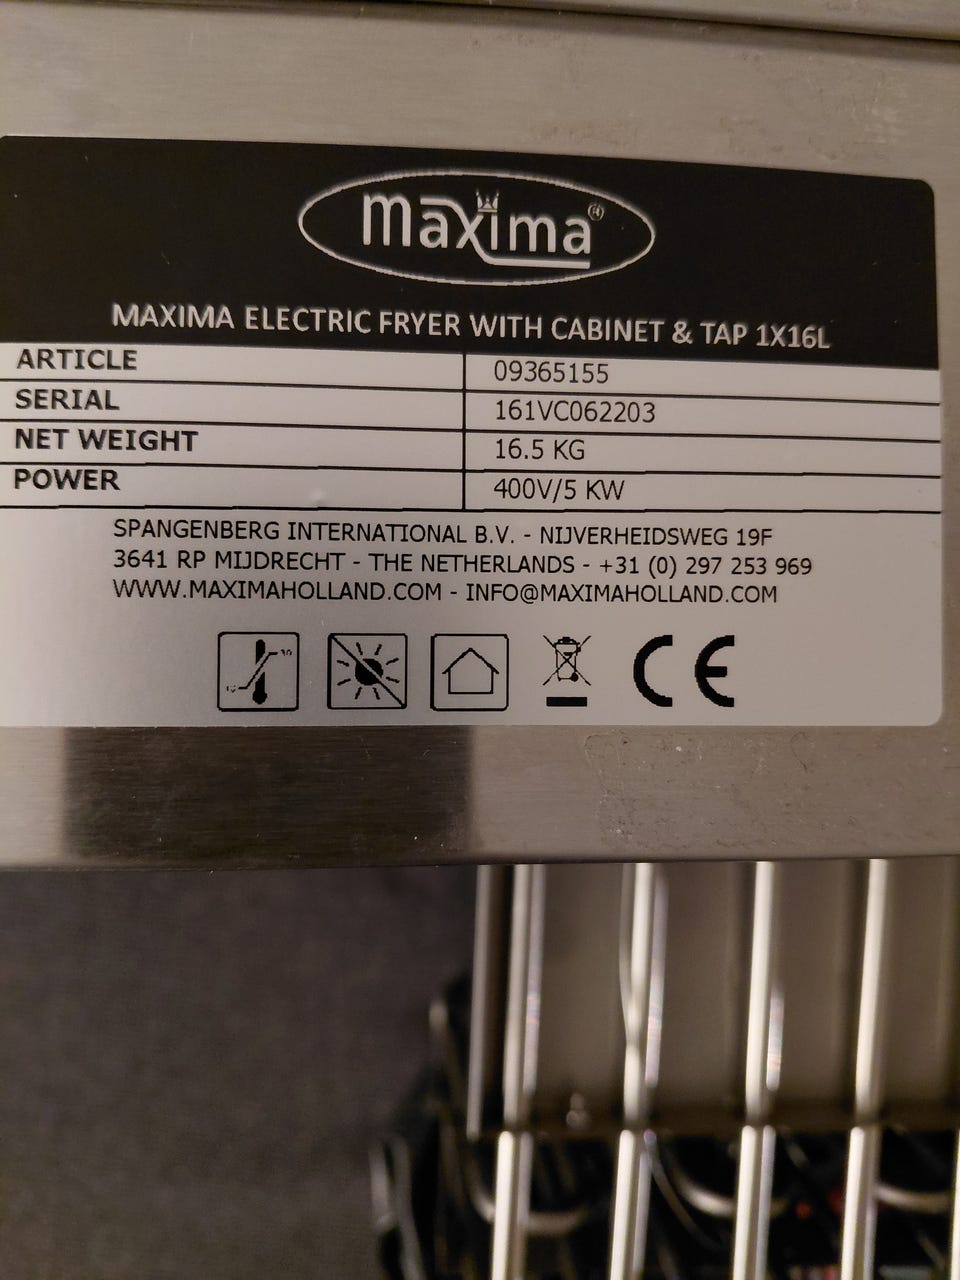 maxima®
MAXIMA ELECTRIC FRYER WITH CABINET & TAP 1X16L
ARTICLE 09365155
SERIAL 161VC062203
NET WEIGHT 16.5 KG
POWER 400V/5 KW
SPANGENBERG INTERNATIONAL B.V. - NIJVERHEIDSWEG 19F
3641 RP MIJDRECHT - THE NETHERLANDS - +31 (0) 297 253 969
WWW.MAXIMAHOLLAND.COM - INFO@MAXIMAHOLLAND.COM
CE